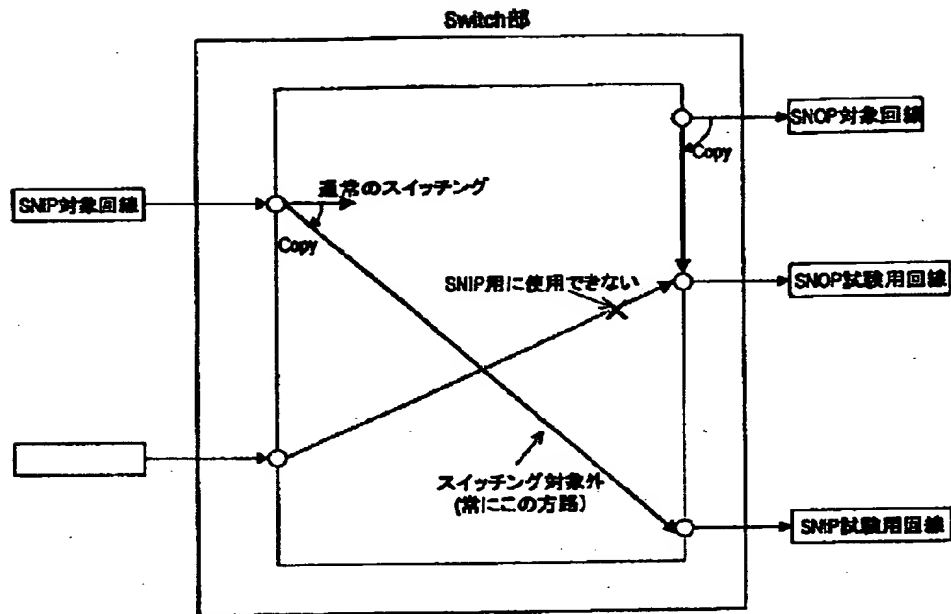 Switch部
SNOP対象回線
Copy
通常のスイッチング
SNIP対象回線
Copy
SNIP用に使用できない
SNOP試験用回線
スイッチング対象外
(常にこの方路)
SNIP試験用回線